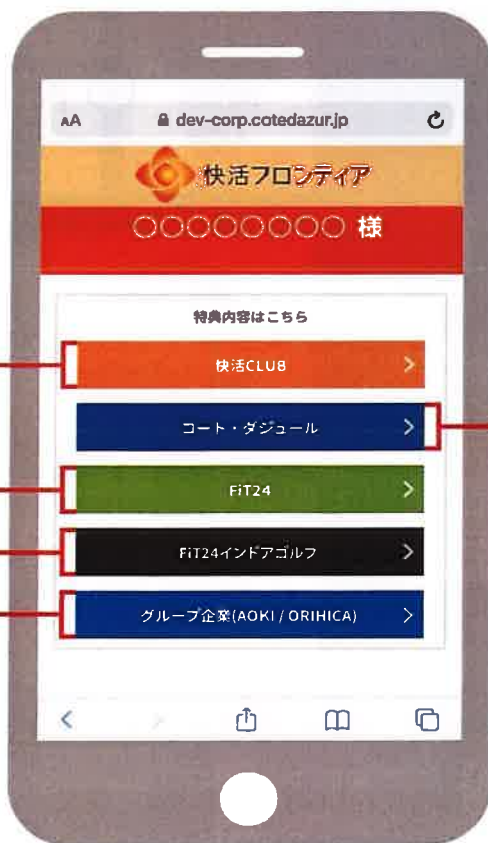 AA dev-corp.cotedazur.jp
快活フロンティア
○○○○○○○○ 様
特典内容はこちら
快活CLUB
コート・ダジュール
FiT24
FiT24インドアゴルフ
グループ企業(AOKI / ORIHICA)